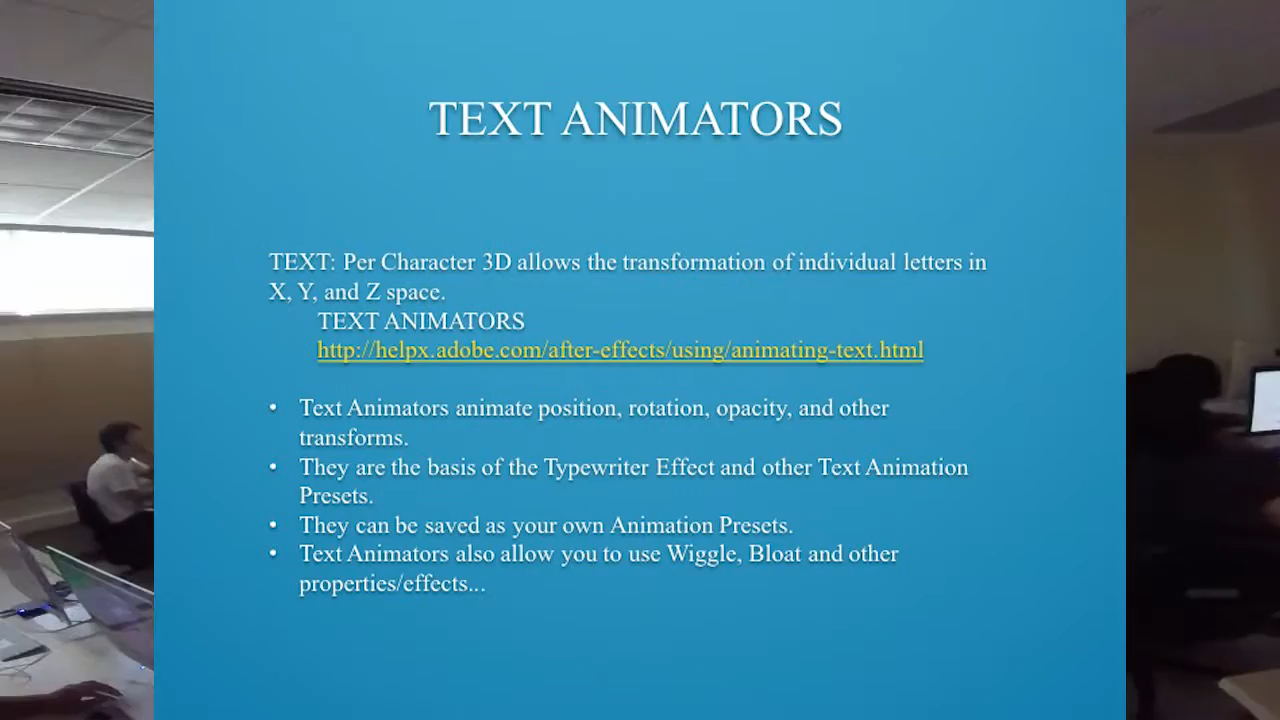 TEXT ANIMATORS
TEXT: Per Character 3D allows the transformation of individual letters in
X, Y, and Z space.
TEXT ANIMATORS
http://helpx.adobe.com/after-effects/using/animating-text.html
• Text Animators animate position, rotation, opacity, and other
transforms.
• They are the basis of the Typewriter Effect and other Text Animation
Presets.
• They can be saved as your own Animation Presets.
• Text Animators also allow you to use Wiggle, Bloat and other
properties/effects...